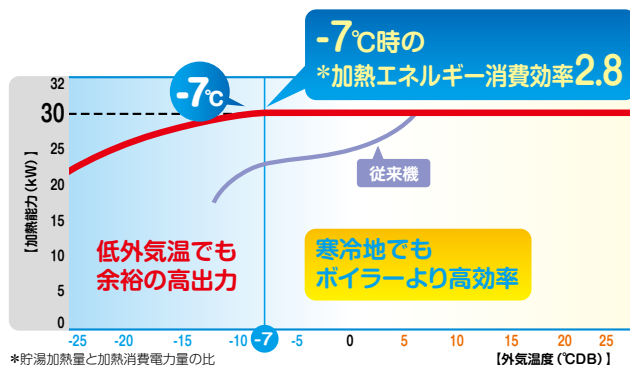 -7℃時の
*加熱エネルギー消費効率2.8
-7℃
32
30
25
20
15
10
5
0
【加熱能力(kW)】
従来機
低外気温でも
余裕の高出力
寒冷地でも
ボイラーより高効率
-25 -20 -15 -10 -7 -5 0 5 10 15 20 25
*貯湯加熱量と加熱消費電力量の比
【外気温度(℃DB)】